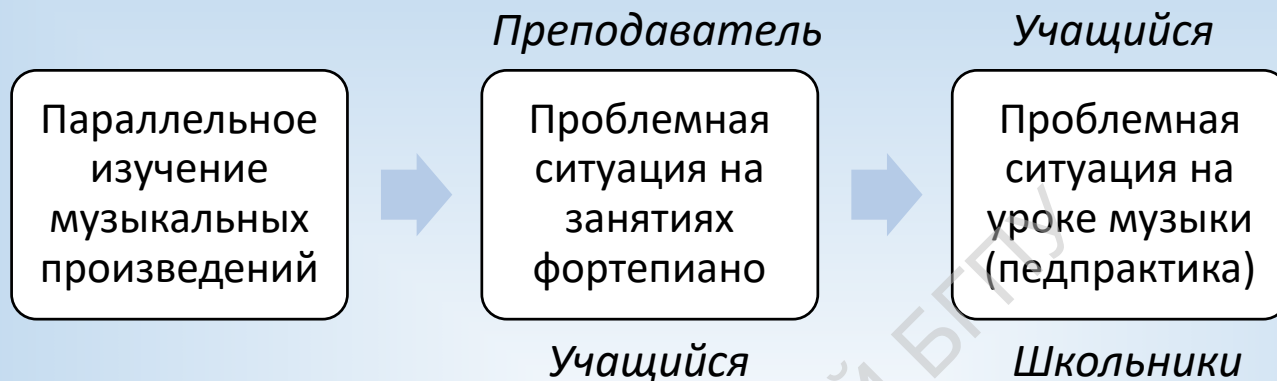 Преподаватель
Учащийся
Параллельное
изучение
музыкальных
произведений
Проблемная
ситуация на
занятиях
фортепиано
Проблемная
ситуация на
уроке музыки
(педпрактика)
Учащийся
Школьники
БГПУ